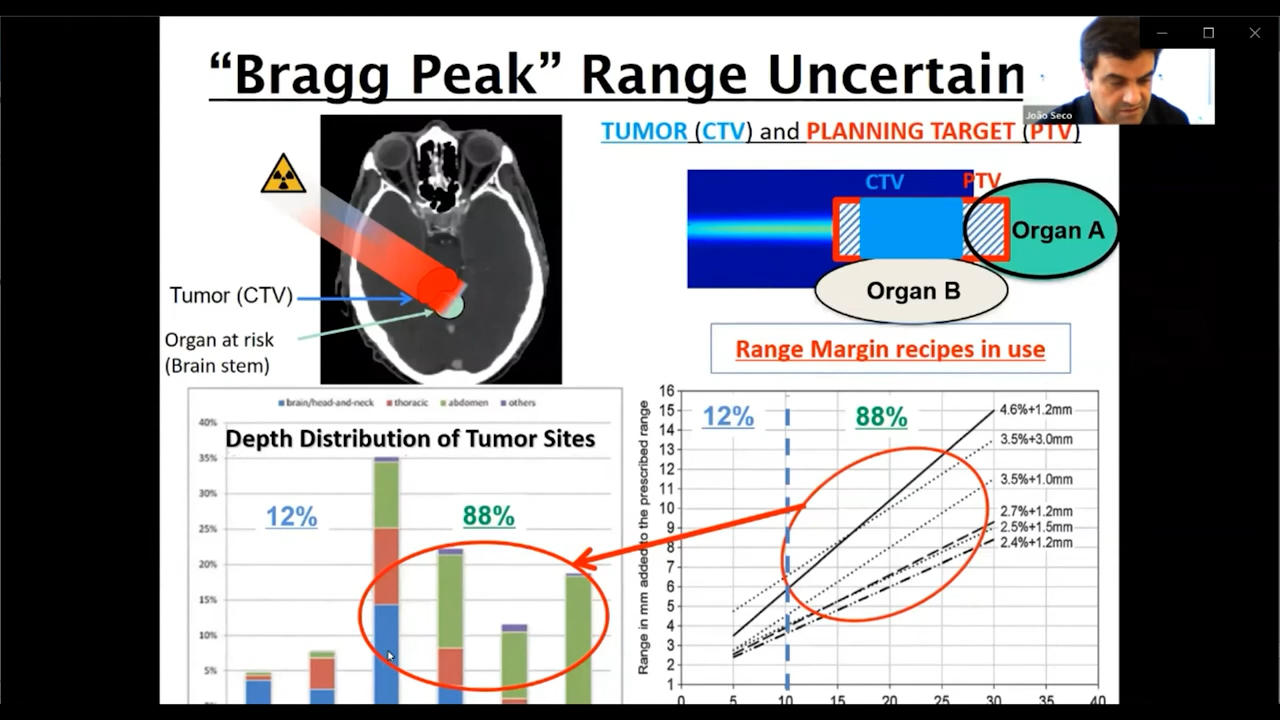 “Bragg Peak” Range Uncertain
João Seco
TUMOR (CTV) and PLANNING TARGET (PTV)
CTV
PTV
Organ A
Organ B
Tumor (CTV)
Organ at risk
(Brain stem)
Range Margin recipes in use
brain/head-and-neck thoracic abdomen others
Depth Distribution of Tumor Sites
40%
35%
30%
25%
20%
15%
10%
5%
12%
88%
Range in mm added to the prescribed range
16
15
14
13
12
11
10
9
8
7
6
5
4
3
2
1
12%
88%
4.6%+1.2mm
3.5%+3.0mm
3.5%+1.0mm
2.7%+1.2mm
2.5%+1.5mm
2.4%+1.2mm
0 5 10 15 20 25 30 35 40